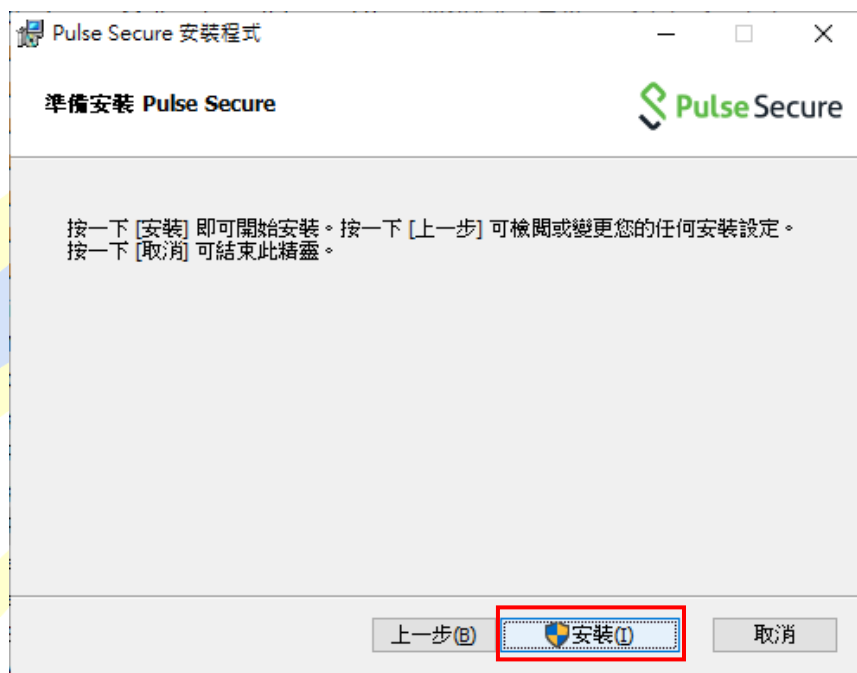 Pulse Secure 安裝程式
準備安裝 Pulse Secure
Pulse Secure
按一下 [安裝] 即可開始安裝。按一下 [上一步] 可檢閱或變更您的任何安裝設定。
按一下 [取消] 可結束此精靈。
上一步(B)
安裝(I)
取消